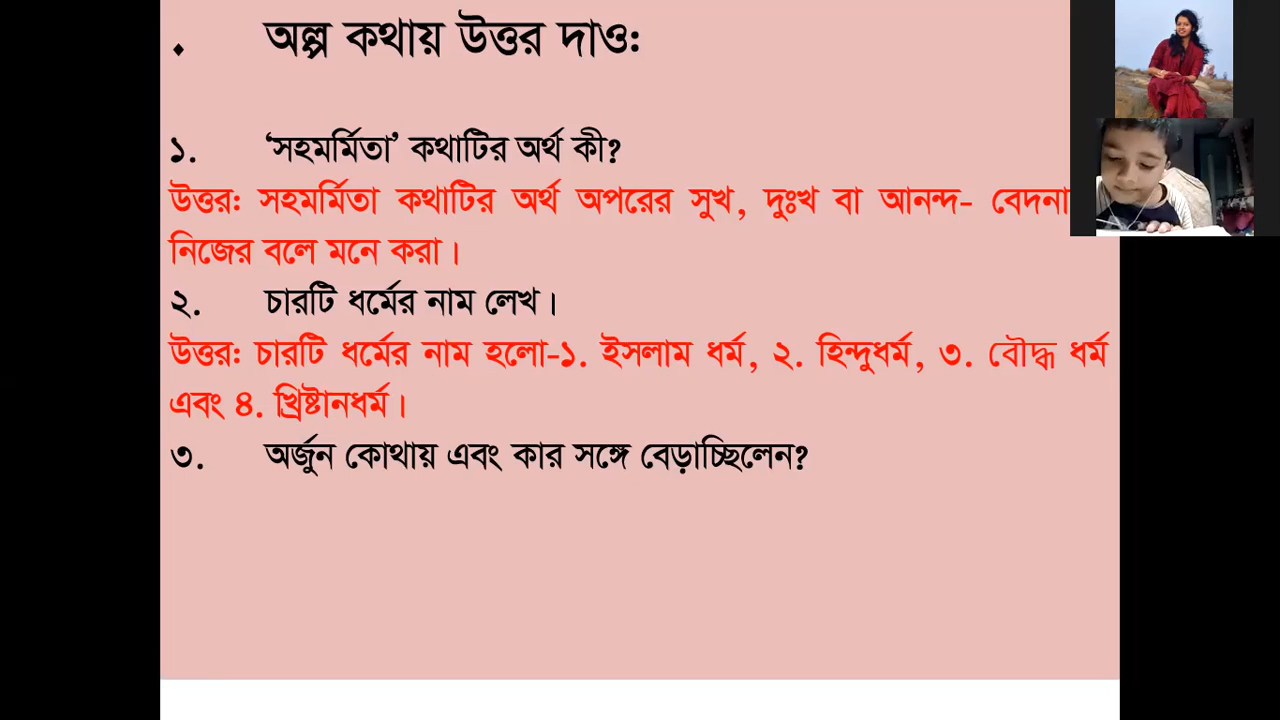 ♦ অল্প কথায় উত্তর দাও:
১. ‘সহমর্মিতা’ কথাটির অর্থ কী?
উত্তর: সহমর্মিতা কথাটির অর্থ অপরের সুখ, দুঃখ বা আনন্দ- বেদনা
নিজের বলে মনে করা।
২. চারটি ধর্মের নাম লেখ।
উত্তর: চারটি ধর্মের নাম হলো-১. ইসলাম ধর্ম, ২. হিন্দুধর্ম, ৩. বৌদ্ধ ধর্ম
এবং ৪. খ্রিষ্টানধর্ম।
৩. অর্জুন কোথায় এবং কার সঙ্গে বেড়াচ্ছিলেন?